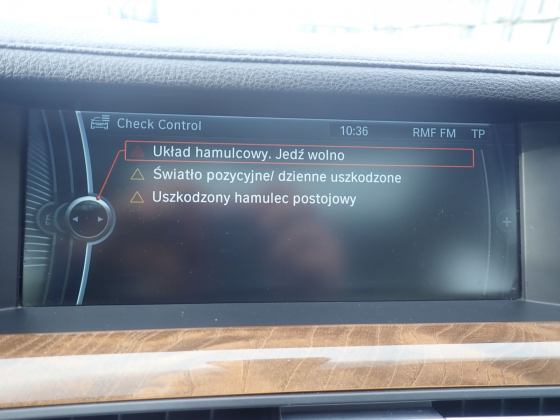 Check Control
10:36 RMF FM TP
Układ hamulcowy. Jedź wolno
Światło pozycyjne/ dzienne uszkodzone
Uszkodzony hamulec postojowy